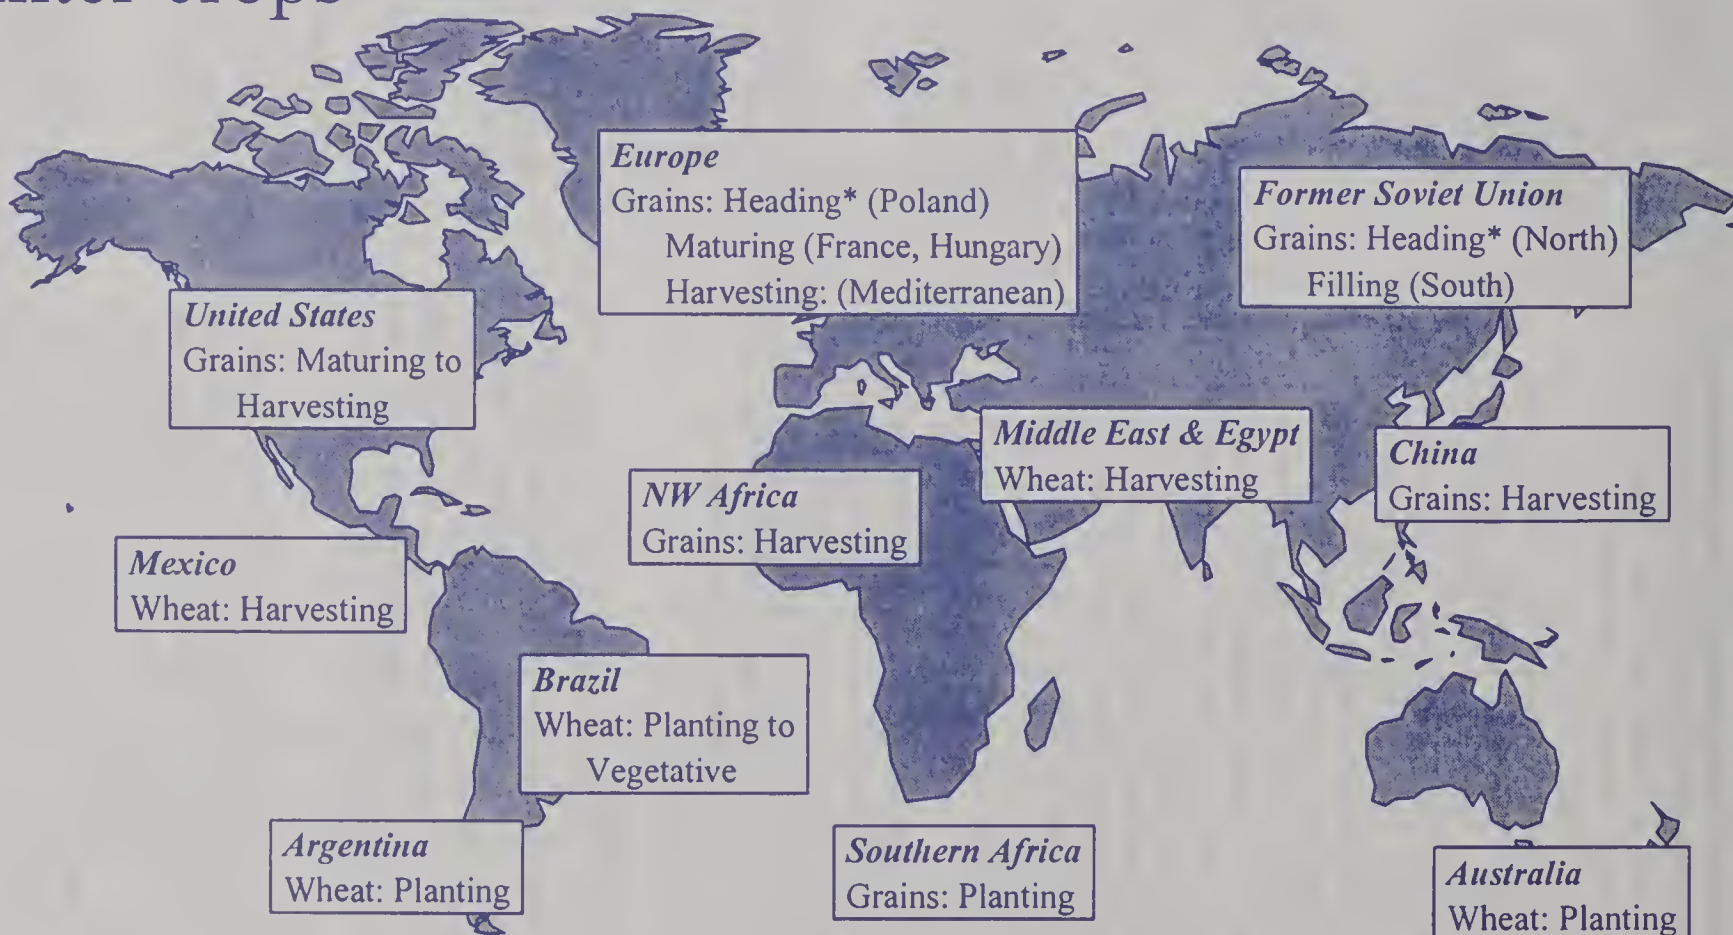 crops
Europe
Grains: Heading* (Poland)
Maturing (France, Hungary)
Harvesting: (Mediterranean)
Former Soviet Union
Grains: Heading* (North)
Filling (South)
United States
Grains: Maturing to
Harvesting
Middle East & Egypt
Wheat: Harvesting
China
Grains: Harvesting
NW Africa
Grains: Harvesting
Mexico
Wheat: Harvesting
Brazil
Wheat: Planting to
Vegetative
Argentina
Wheat: Planting
Southern Africa
Grains: Planting
Australia
Wheat: Planting